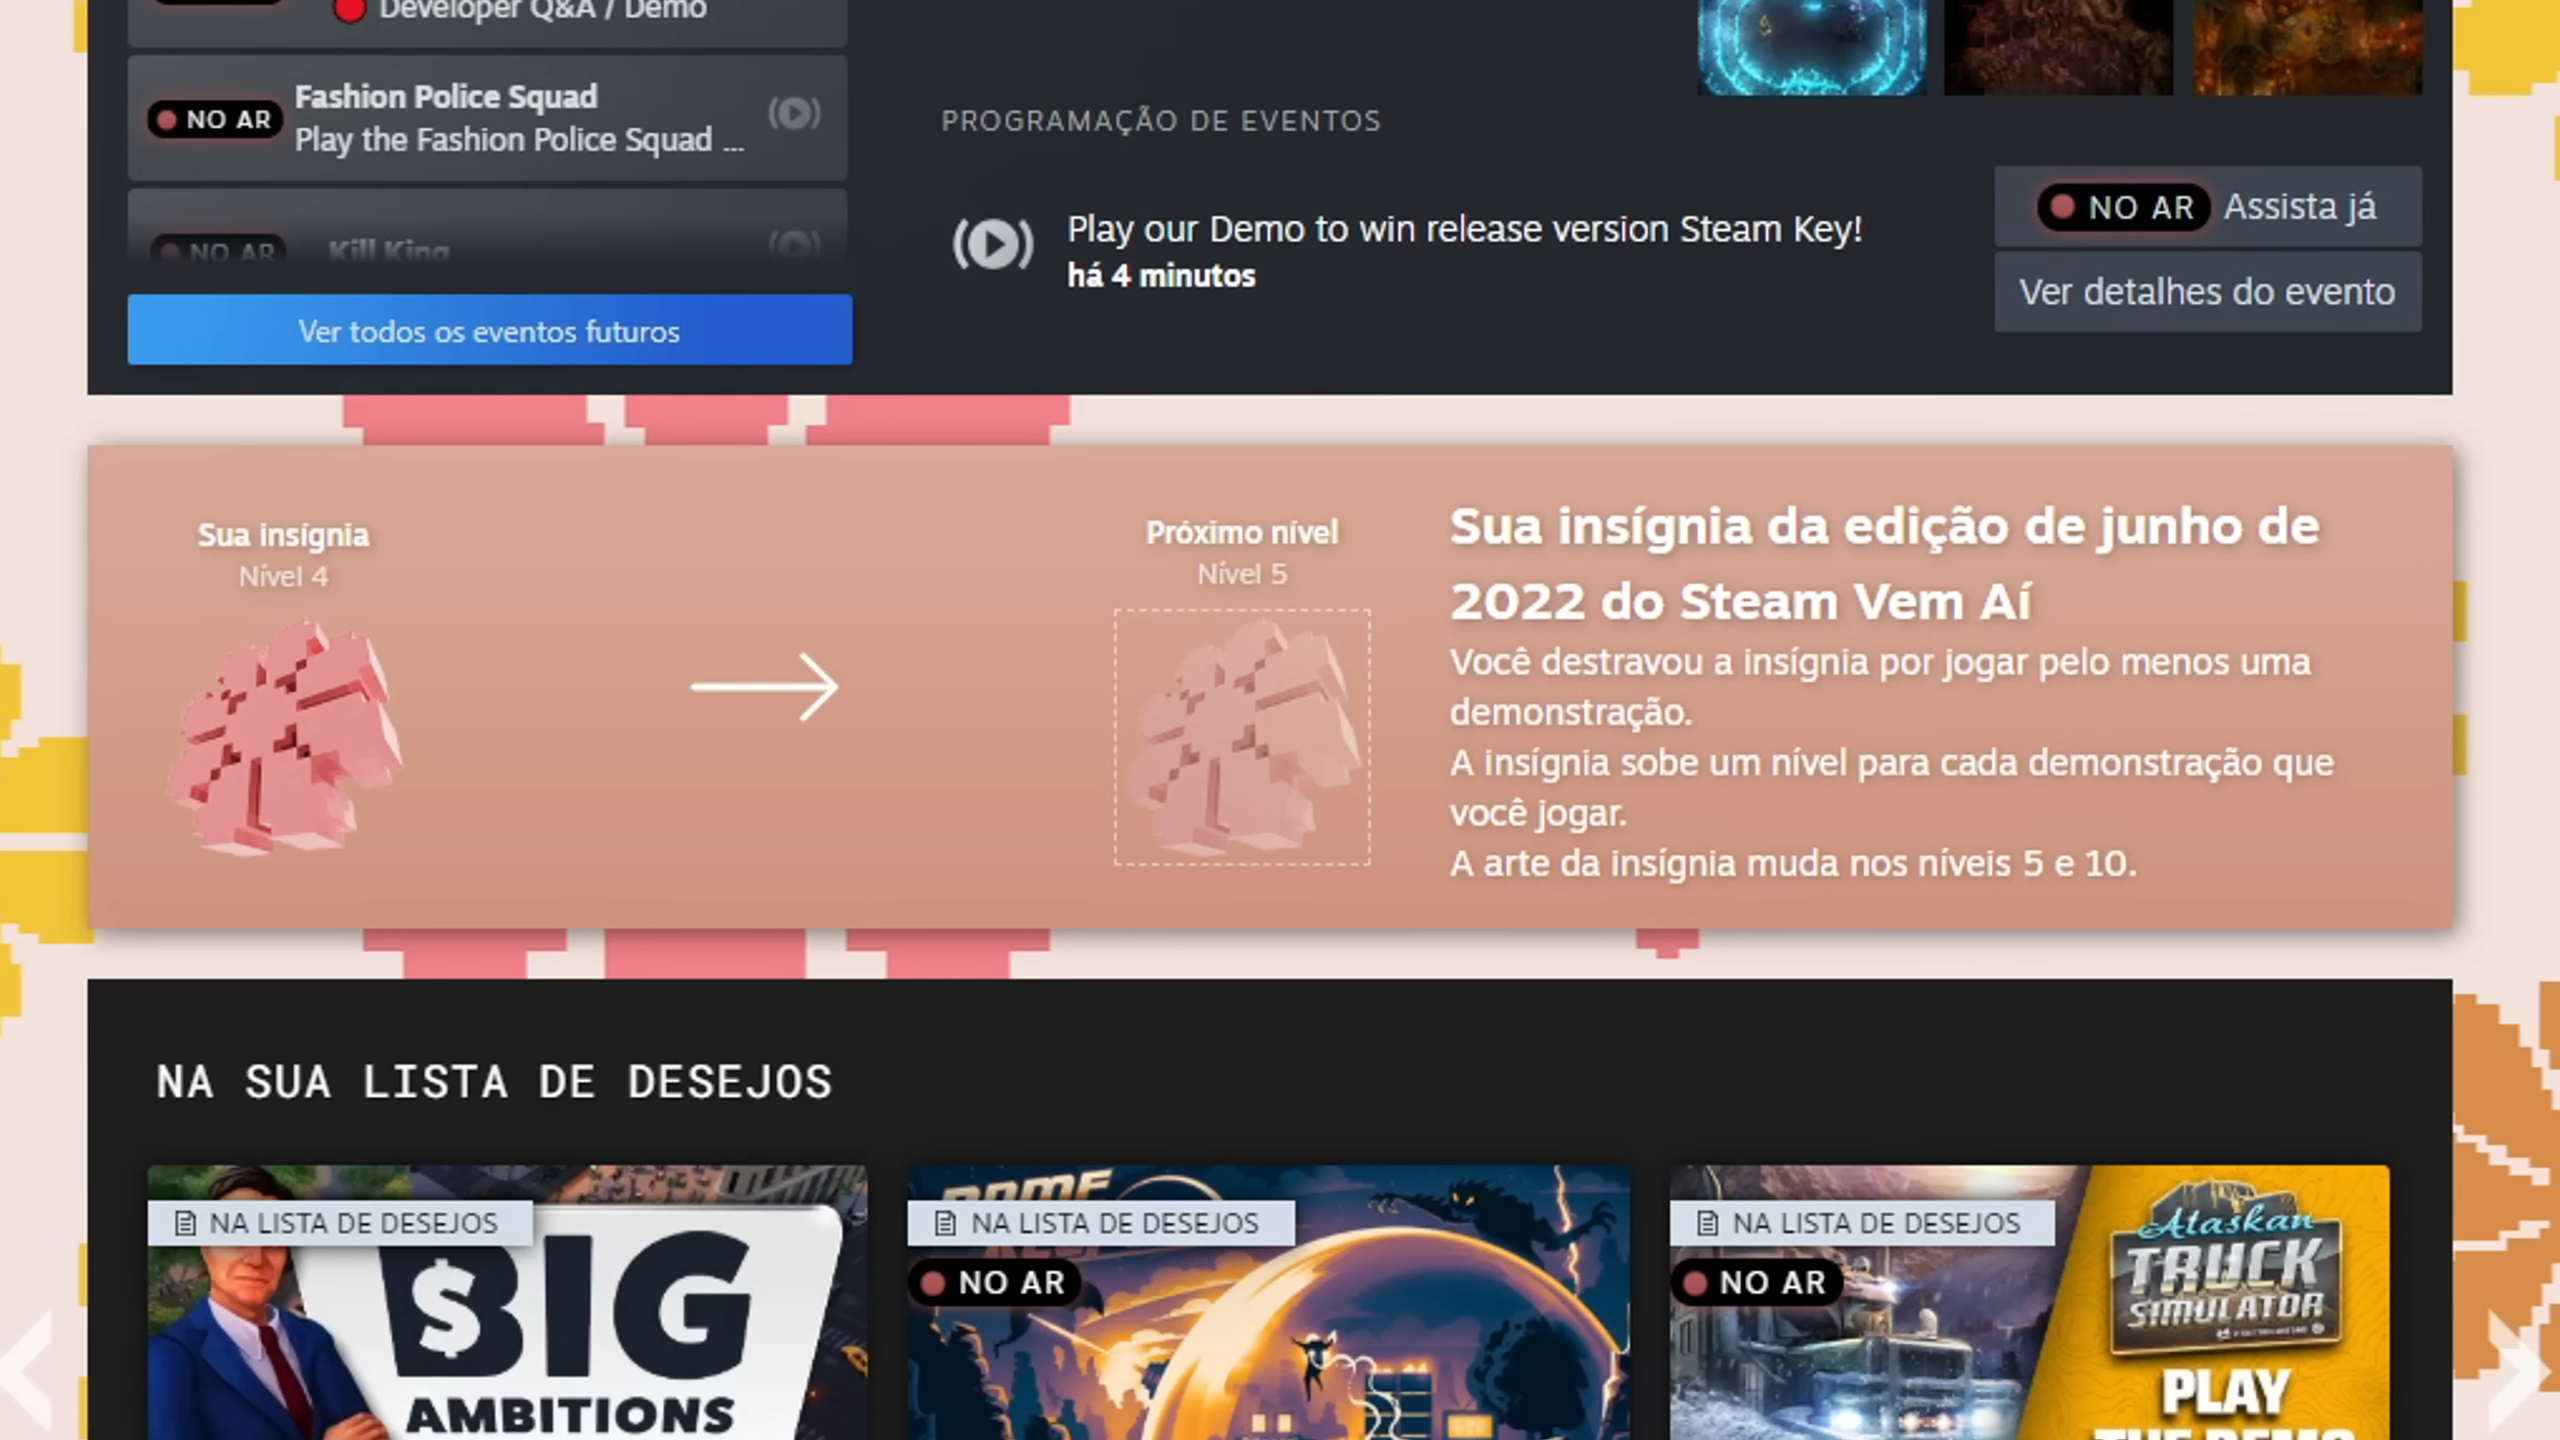 Developer Q&A / Demo
NO AR
Fashion Police Squad
Play the Fashion Police Squad ...
NO AR
Kill King
Ver todos os eventos futuros
PROGRAMAÇÃO DE EVENTOS
Play our Demo to win release version Steam Key!
há 4 minutos
NO AR
Assista já
Ver detalhes do evento
Sua insígnia
Nível 4
Próximo nível
Nível 5
Sua insígnia da edição de junho de
2022 do Steam Vem Aí
Você destravou a insígnia por jogar pelo menos uma
demonstração.
A insígnia sobe um nível para cada demonstração que
você jogar.
A arte da insígnia muda nos níveis 5 e 10.
NA SUA LISTA DE DESEJOS
NA LISTA DE DESEJOS
BIG
AMBITIONS
NA LISTA DE DESEJOS
NO AR
NA LISTA DE DESEJOS
NO AR
Alaskan
TRUCK
SIMULATOR
PLAY
THE DEMO